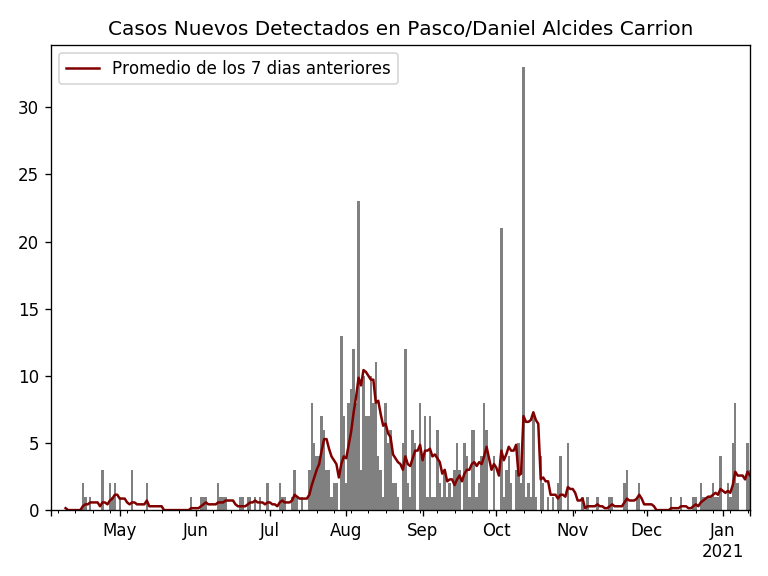 Casos Nuevos Detectados en Pasco/Daniel Alcides Carrion
Promedio de los 7 dias anteriores
30
25
20
15
10
5
0
May Jun Jul Aug Sep Oct Nov Dec Jan
2021